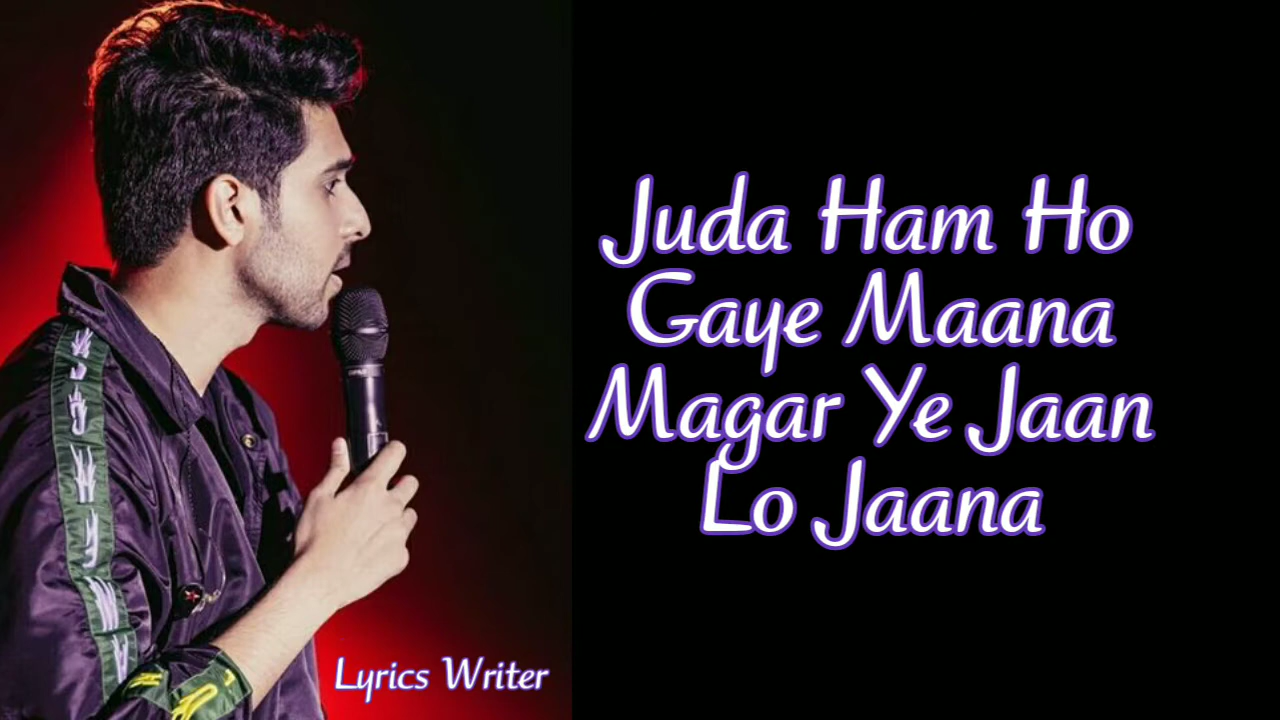 Juda Ham Ho
Gaye Maana
Magar Ye Jaan
Lo Jaana
Lyrics Writer